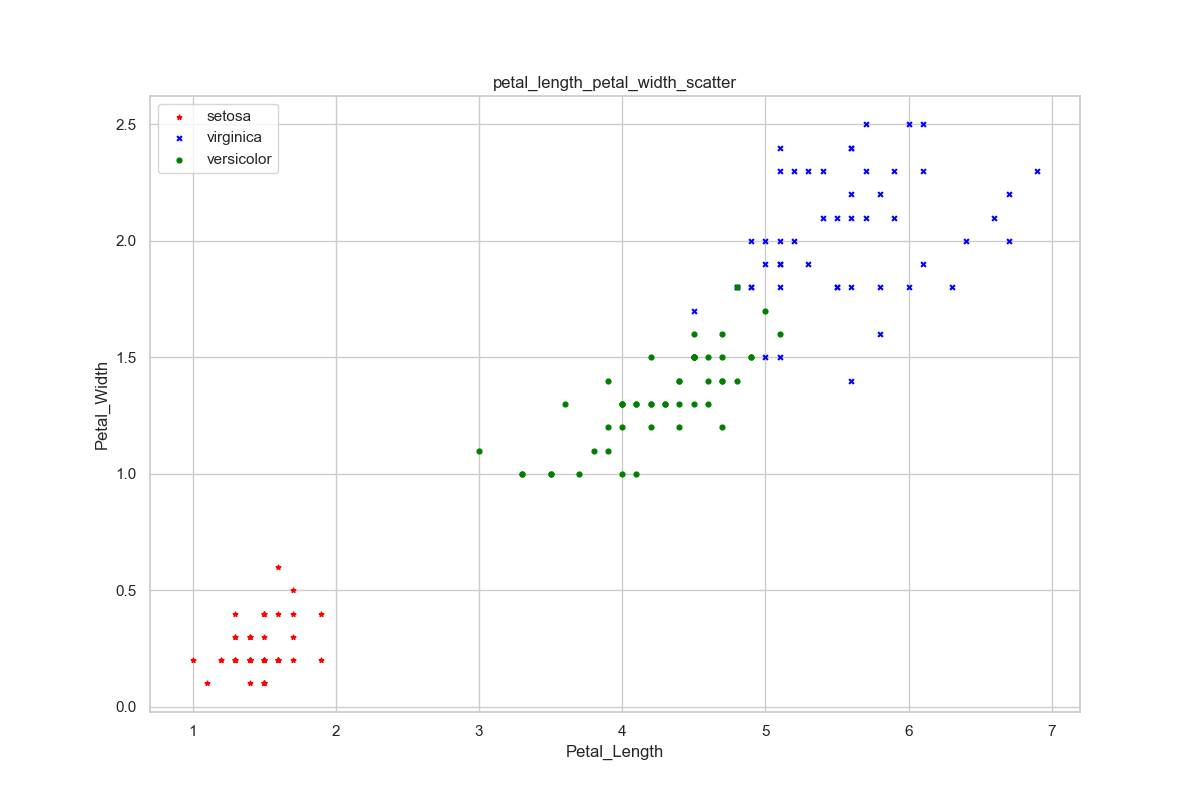 petal_length_petal_width_scatter
setosa
virginica
versicolor
2.5
2.0
1.5
1.0
0.5
0.0
Petal_Width
1 2 3 4 5 6 7
Petal_Length